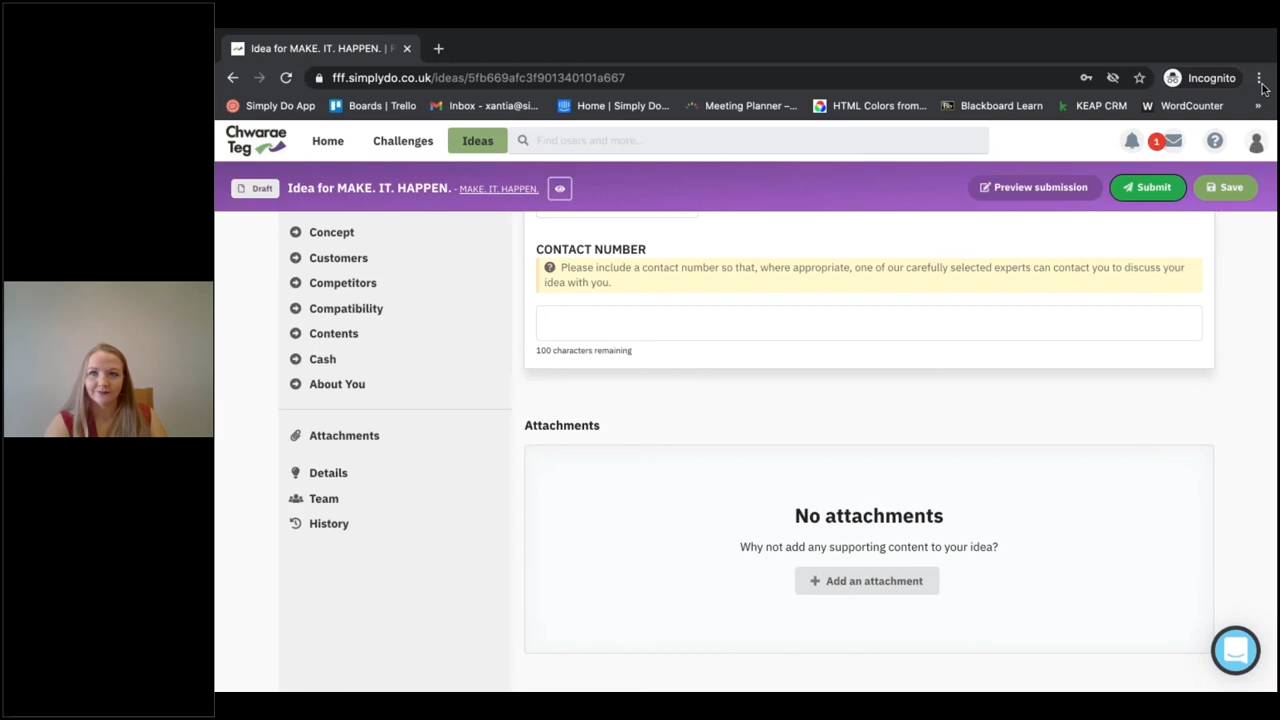 Idea for MAKE. IT. HAPPEN. | F
fff.simplydo.co.uk/ideas/5fb669afc3f901340101a667
Incognito
Simply Do App
Boards | Trello
Inbox - xantia@si...
Home | Simply Do...
Meeting Planner –...
HTML Colors from...
Bb
Blackboard Learn
k
KEAP CRM
W
WordCounter
»
Chwarae
Teg
Home
Challenges
Ideas
Find users and more...
1
Draft
Idea for MAKE. IT. HAPPEN. - MAKE. IT. HAPPEN.
Preview submission
Submit
Save
Concept
Customers
Competitors
Compatibility
Contents
Cash
About You
Attachments
Details
Team
History
CONTACT NUMBER
Please include a contact number so that, where appropriate, one of our carefully selected experts can contact you to discuss your
idea with you.
100 characters remaining
Attachments
No attachments
Why not add any supporting content to your idea?
+ Add an attachment